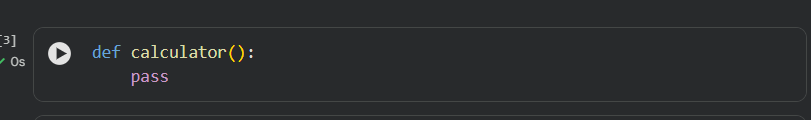 [3]
def calculator():
0s
    pass